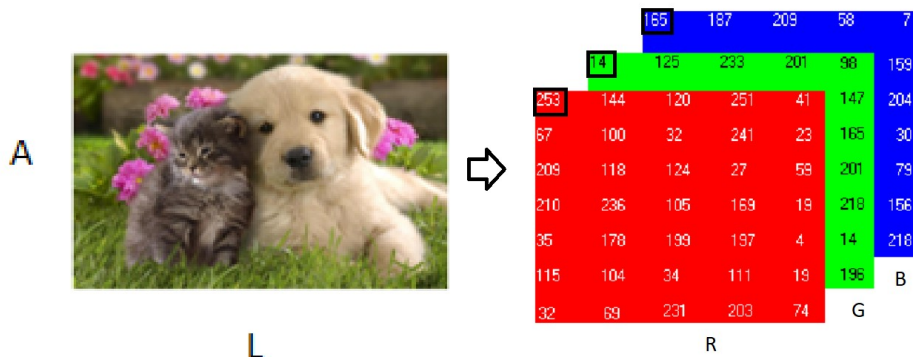 165 187 209 58 7
14 125 233 201 98 159
253 144 120 251 41 147 204
A
67 100 32 241 23 165 30
209 118 124 27 59 201 79
210 236 105 169 19 218 156
35 178 199 197 4 14 218
115 104 34 111 19 196 B
32 69 231 203 74 G
L R